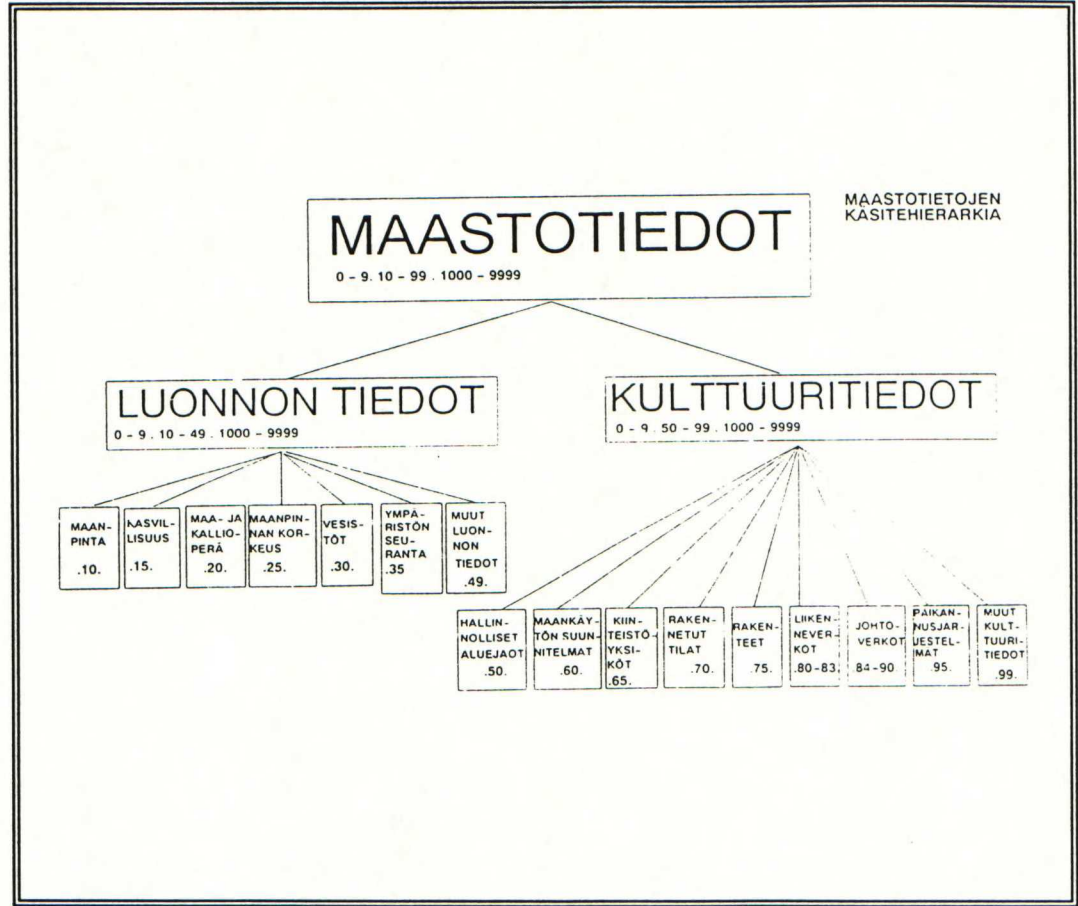 MAASTOTIETOJEN
KÄSITEHIERARKIA
MAASTOTIEDOT
0 - 9. 10 - 99 . 1000 - 9999
LUONNON TIEDOT
0 - 9 . 10 - 49 . 1000 - 9999
KULTTUURITIEDOT
0 - 9 . 50 - 99 . 1000 - 9999
MAAN-
PINTA
.10.
KASVIL-
LISUUS
.15.
MAA- JA
KALLIO-
PERÄ
.20.
MAANPIN-
NAN KOR-
KEUS
.25.
VESIS-
TÖT
.30.
YMPÄ-
RISTÖN
SEU-
RANTA
.35
MUUT
LUON-
NON
TIEDOT
.49.
HALLIN-
NOLLISET
ALUEJAOT
.50.
MAANKÄY-
TÖN SUUN-
NITELMAT
.60.
KIIN-
TEISTÖ-
YKSI-
KÖT
.65.
RAKEN-
NETUT
TILAT
.70.
RAKEN-
TEET
.75.
LIIKEN-
NEVER-
KOT
.80-83.
JOHTO-
VERKOT
84-90.
PAIKAN-
NUSJÄR-
JESTEL-
MAT
.95.
MUUT
KULT-
TUURI-
TIEDOT
.99.